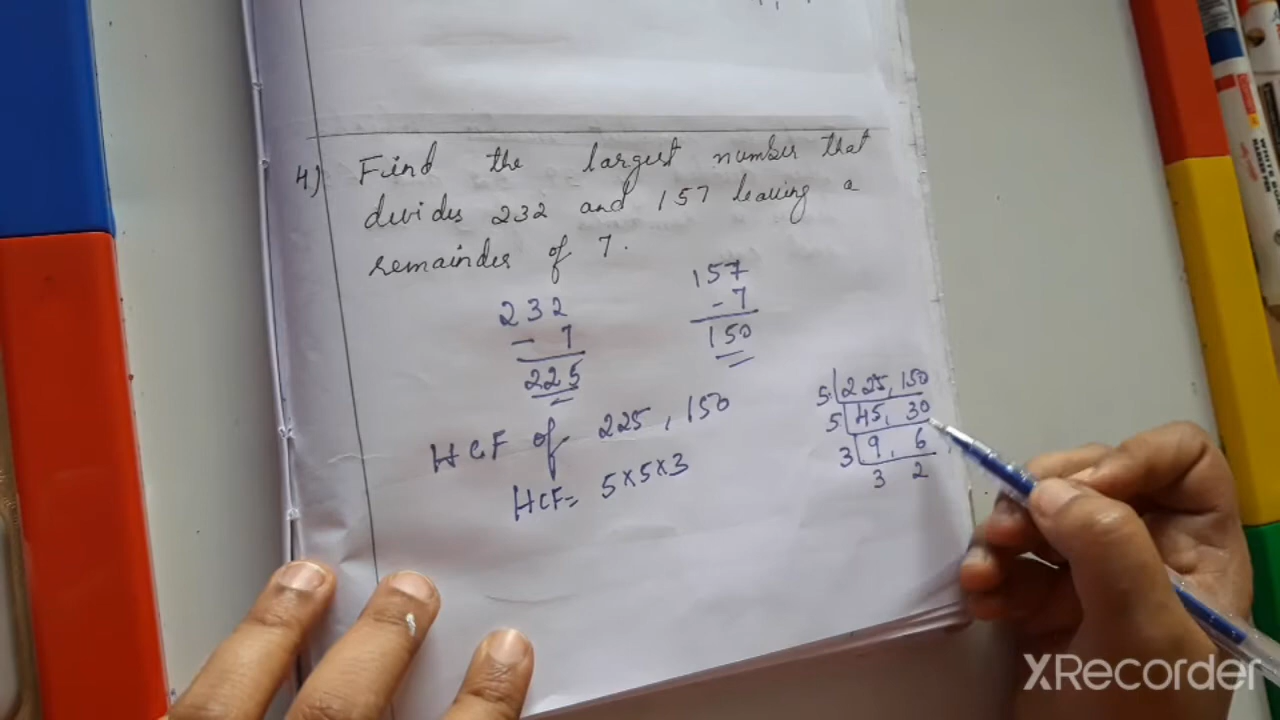 4) Find the largest number that
divides 232 and 157 leaving a
remainder of 7.
232
- 7
225
157
- 7
150
HCF of 225, 150
HCF= 5×5×3
5 225, 150
5 45, 30
3 9, 6
3 2
XRecorder